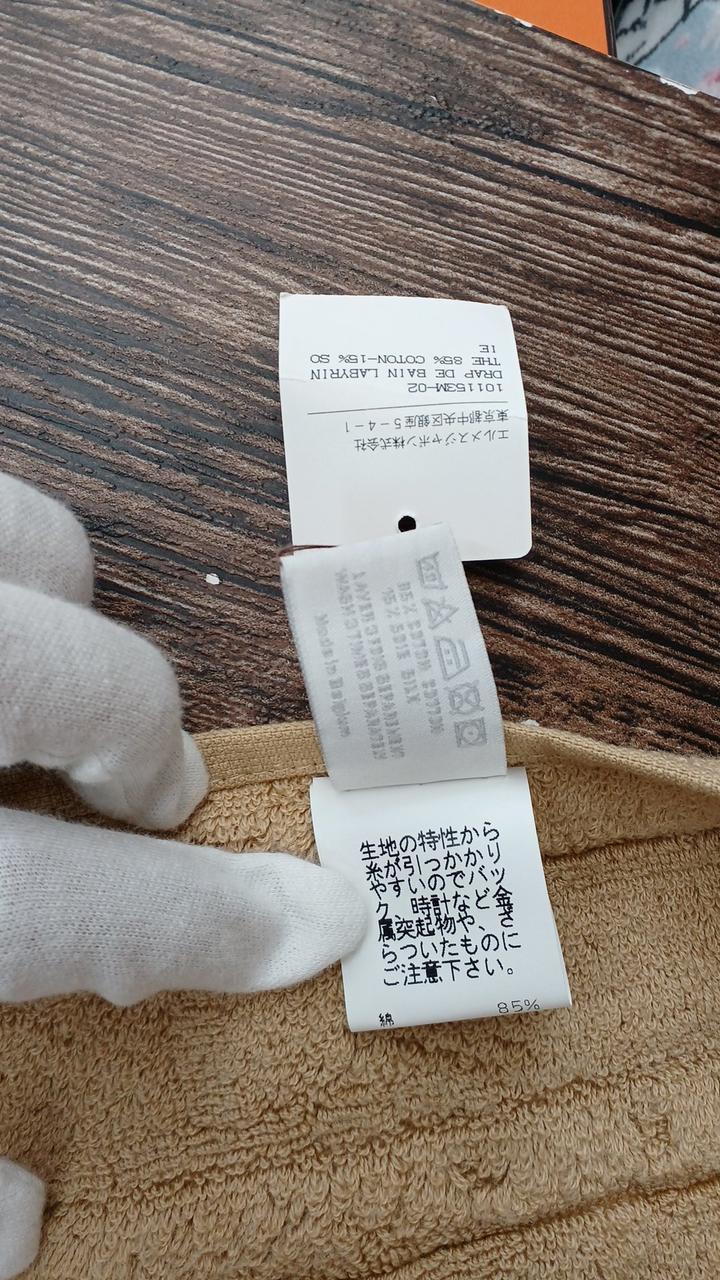 エルメスジャポン株式会社
東京都中央区銀座5-4-1
101153M-02
DRAP DE BAIN LABYRIN
THE 85% COTON-15% SO
IE
85% COTON COTTON
15% SOIE SILK
LAVER SEPAREMENT
Made in Belgium
生地の特性から
糸が引っかかり
やすいのでバッ
ク、時計など金
属突起物や、ざ
らついたものに
ご注意下さい。
綿 85%